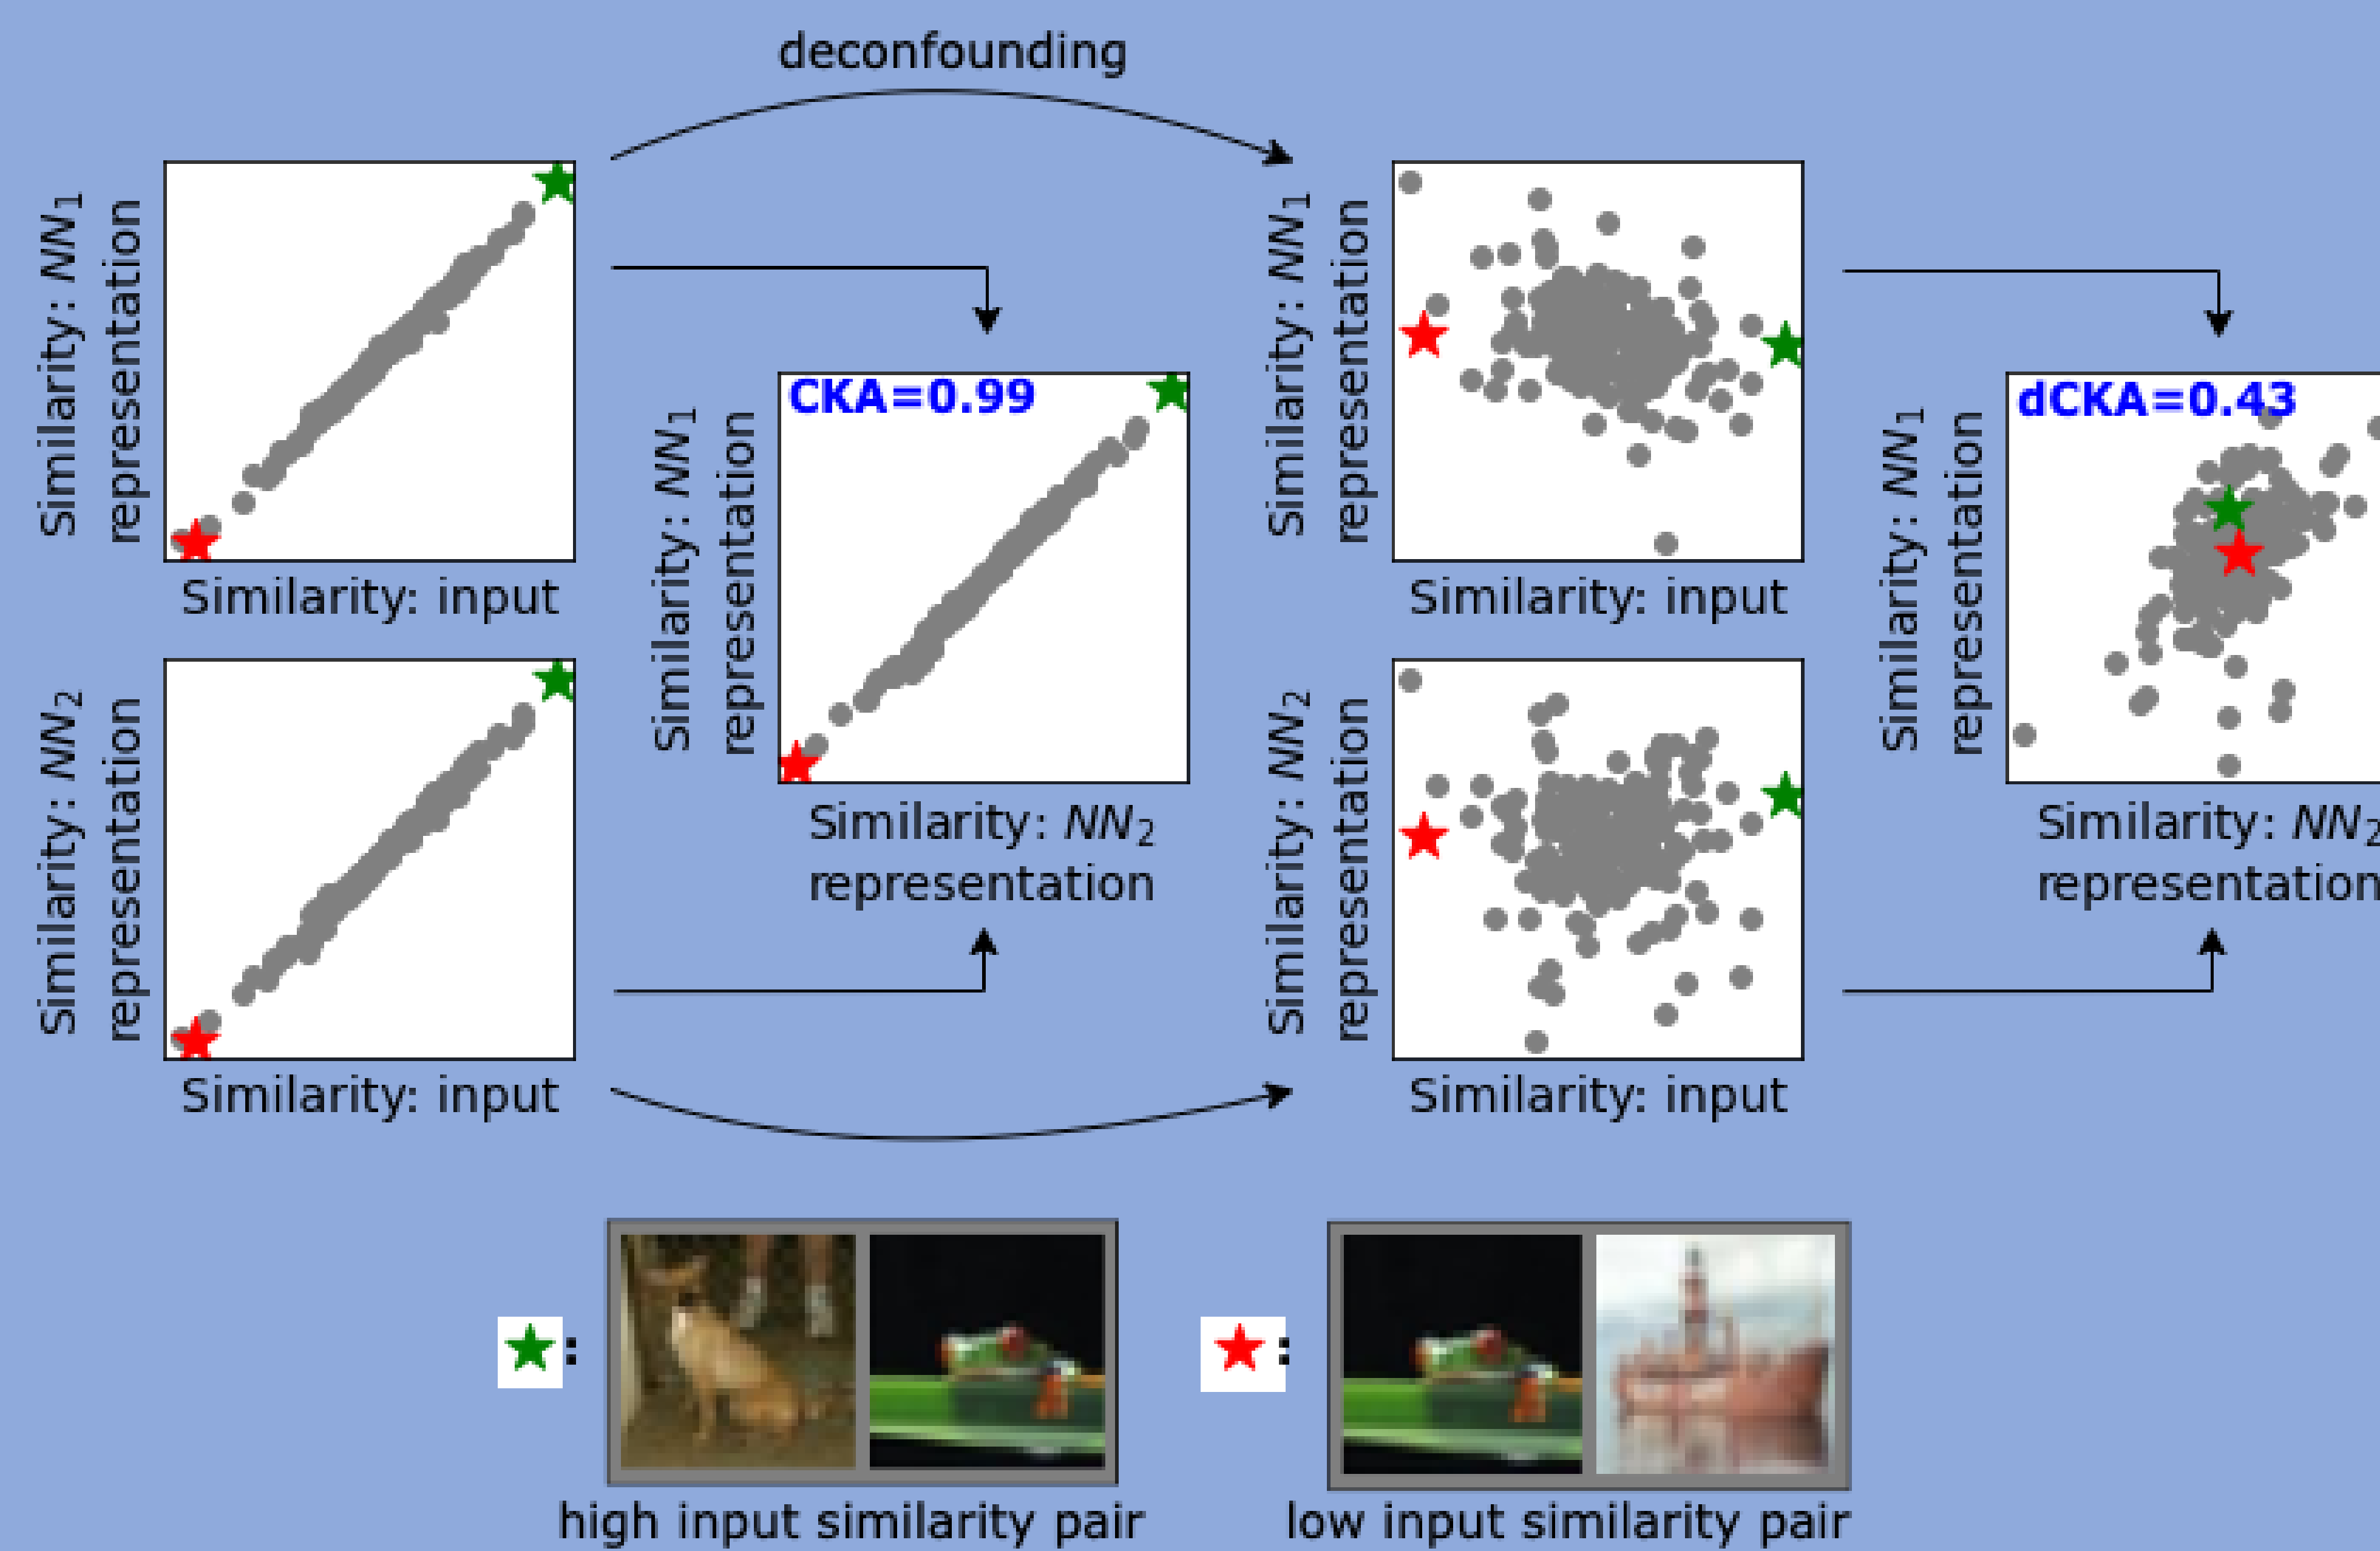 deconfounding
Similarity: NN₁
representation
Similarity: input
Similarity: NN₂
representation
Similarity: input
CKA=0.99
Similarity: NN₁
representation
Similarity: NN₂
representation
Similarity: NN₁
representation
Similarity: input
Similarity: NN₂
representation
Similarity: input
dCKA=0.43
Similarity: NN₁
representation
Similarity: NN₂
representation
:
high input similarity pair
:
low input similarity pair